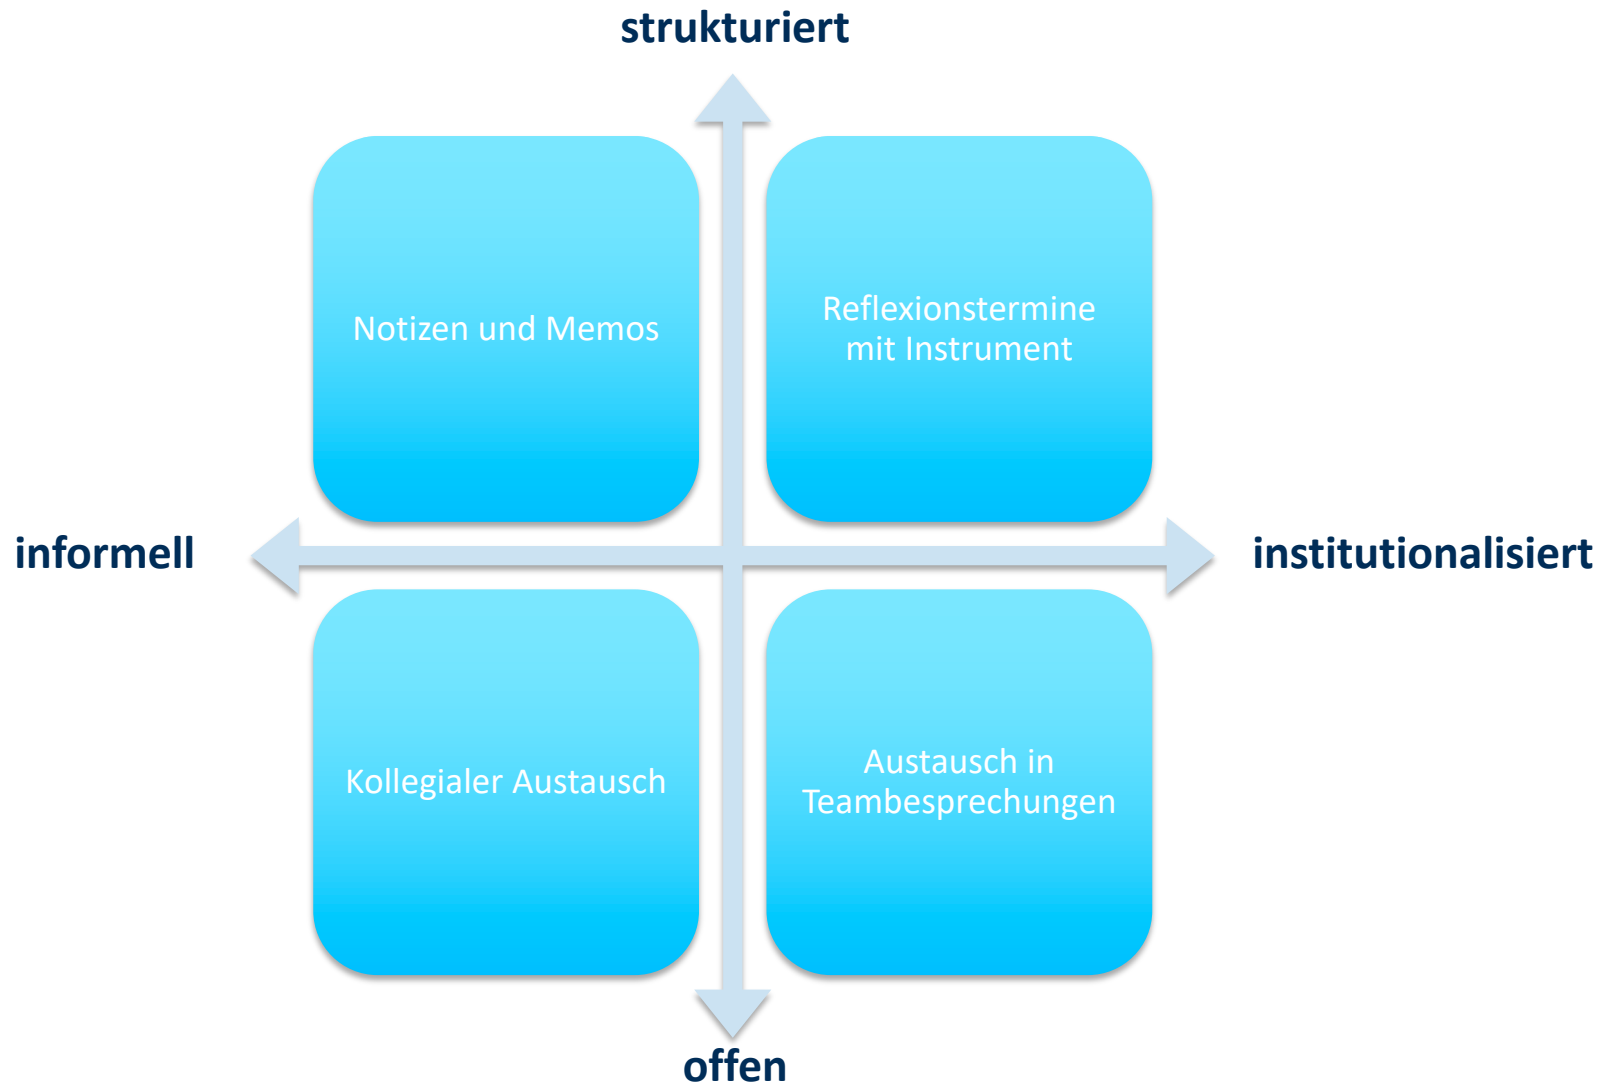 strukturiert
Notizen und Memos
Reflexionstermine
mit Instrument
informell
institutionalisiert
Kollegialer Austausch
Austausch in
Teambesprechungen
offen